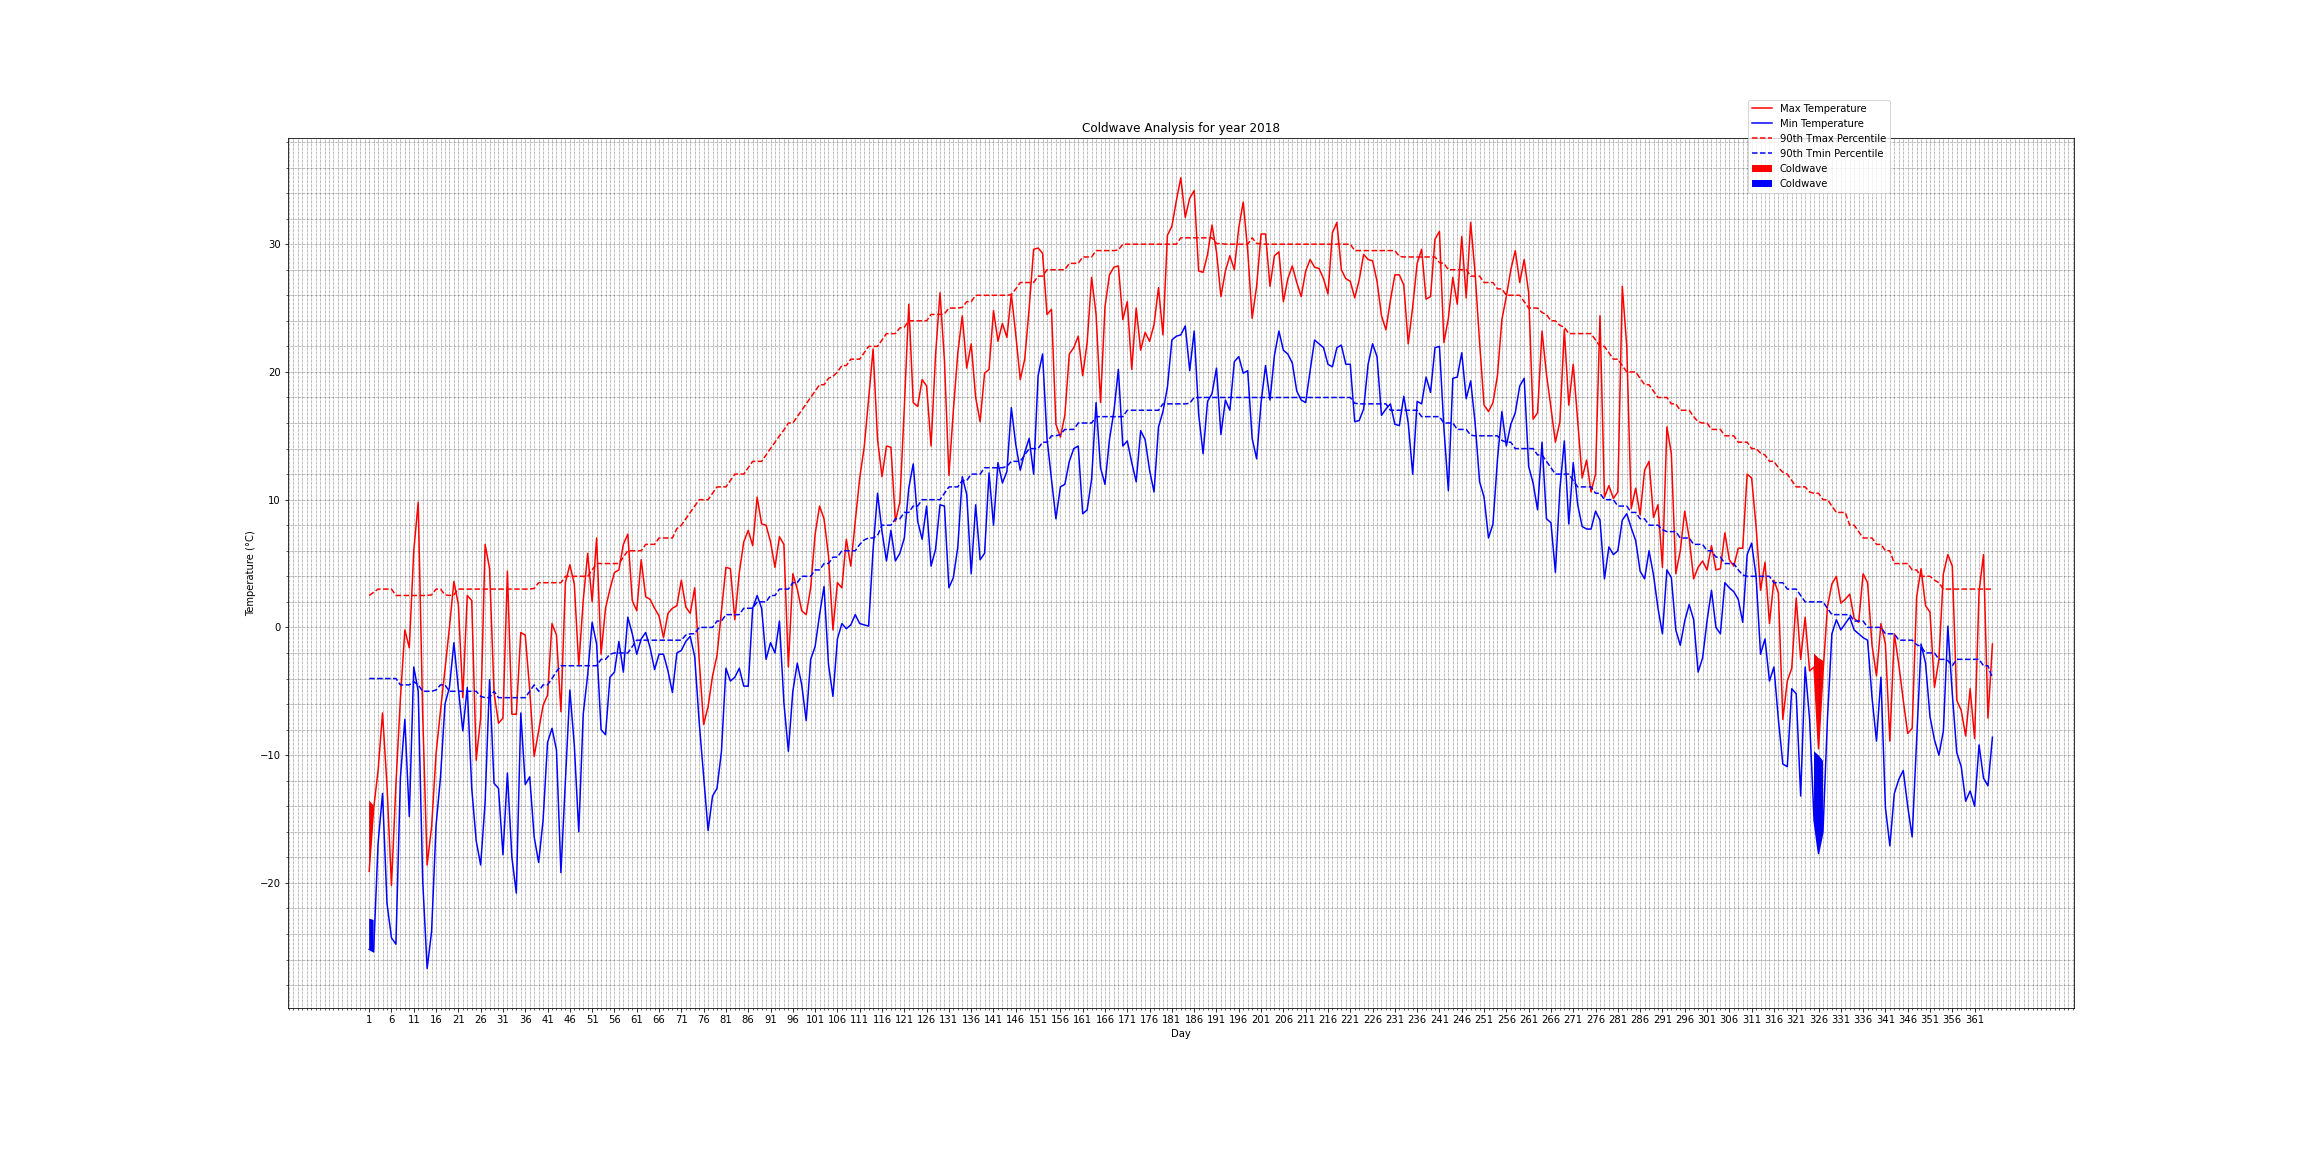 Max Temperature
Min Temperature
90th Tmax Percentile
90th Tmin Percentile
Coldwave
Coldwave
Coldwave Analysis for year 2018
30
20
10
0
−10
−20
Temperature (°C)
1 6 11 16 21 26 31 36 41 46 51 56 61 66 71 76 81 86 91 96 101 106 111 116 121 126 131 136 141 146 151 156 161 166 171 176 181 186 191 196 201 206 211 216 221 226 231 236 241 246 251 256 261 266 271 276 281 286 291 296 301 306 311 316 321 326 331 336 341 346 351 356 361
Day